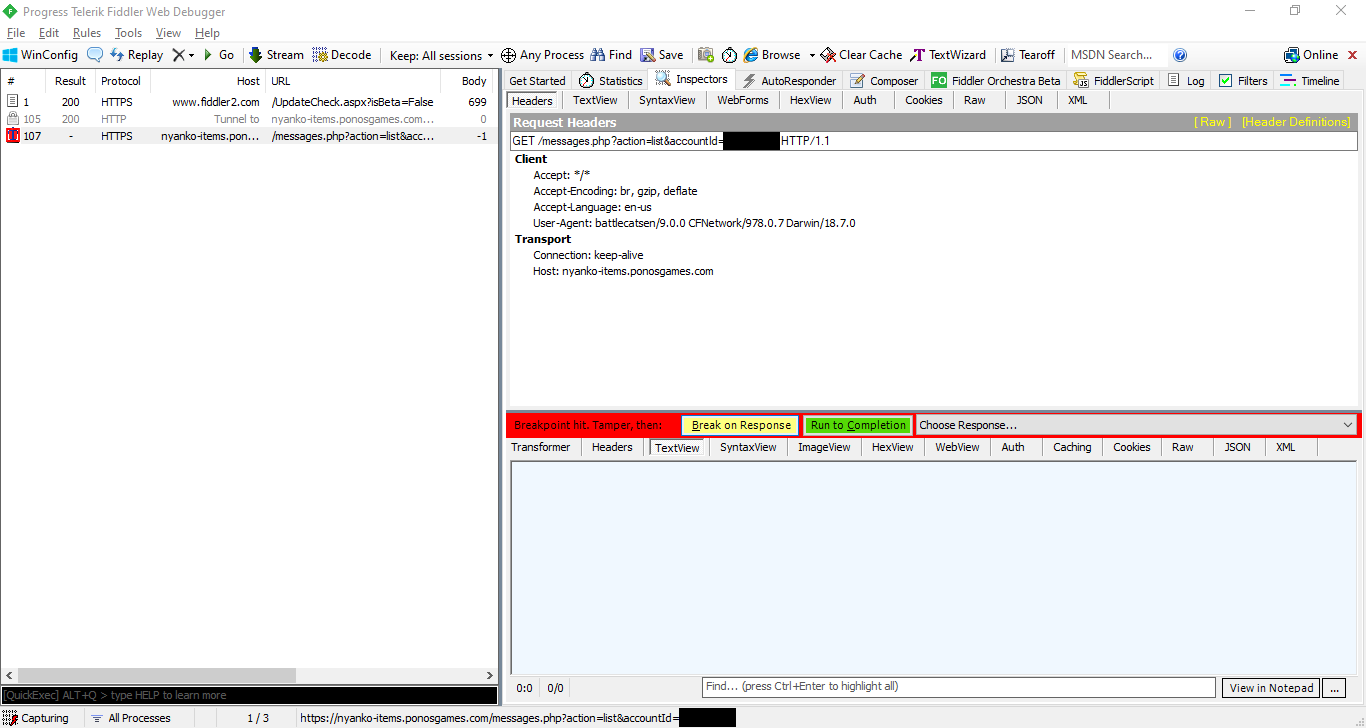 Progress Telerik Fiddler Web Debugger
File Edit Rules Tools View Help
WinConfig Replay Go Stream Decode Keep: All sessions Any Process Find Save Browse Clear Cache TextWizard Tearoff MSDN Search... Online
# Result Protocol Host URL Body
1 200 HTTPS www.fiddler2.com /UpdateCheck.aspx?isBeta=False 699
105 200 HTTP Tunnel to nyanko-items.ponosgames.com... 0
107 - HTTPS nyanko-items.pon... /messages.php?action=list&acc... -1
Get Started Statistics Inspectors AutoResponder Composer FO Fiddler Orchestra Beta FiddlerScript Log Filters Timeline
Headers TextView SyntaxView WebForms HexView Auth Cookies Raw JSON XML
Request Headers [ Raw ] [Header Definitions]
GET /messages.php?action=list&accountId= HTTP/1.1
Client
Accept: */*
Accept-Encoding: br, gzip, deflate
Accept-Language: en-us
User-Agent: battlecatsen/9.0.0 CFNetwork/978.0.7 Darwin/18.7.0
Transport
Connection: keep-alive
Host: nyanko-items.ponosgames.com
Breakpoint hit. Tamper, then: Break on Response Run to Completion Choose Response...
Transformer Headers TextView SyntaxView ImageView HexView WebView Auth Caching Cookies Raw JSON XML
0:0 0/0 Find... (press Ctrl+Enter to highlight all) View in Notepad ...
[QuickExec] ALT+Q > type HELP to learn more
Capturing All Processes 1 / 3 https://nyanko-items.ponosgames.com/messages.php?action=list&accountId=